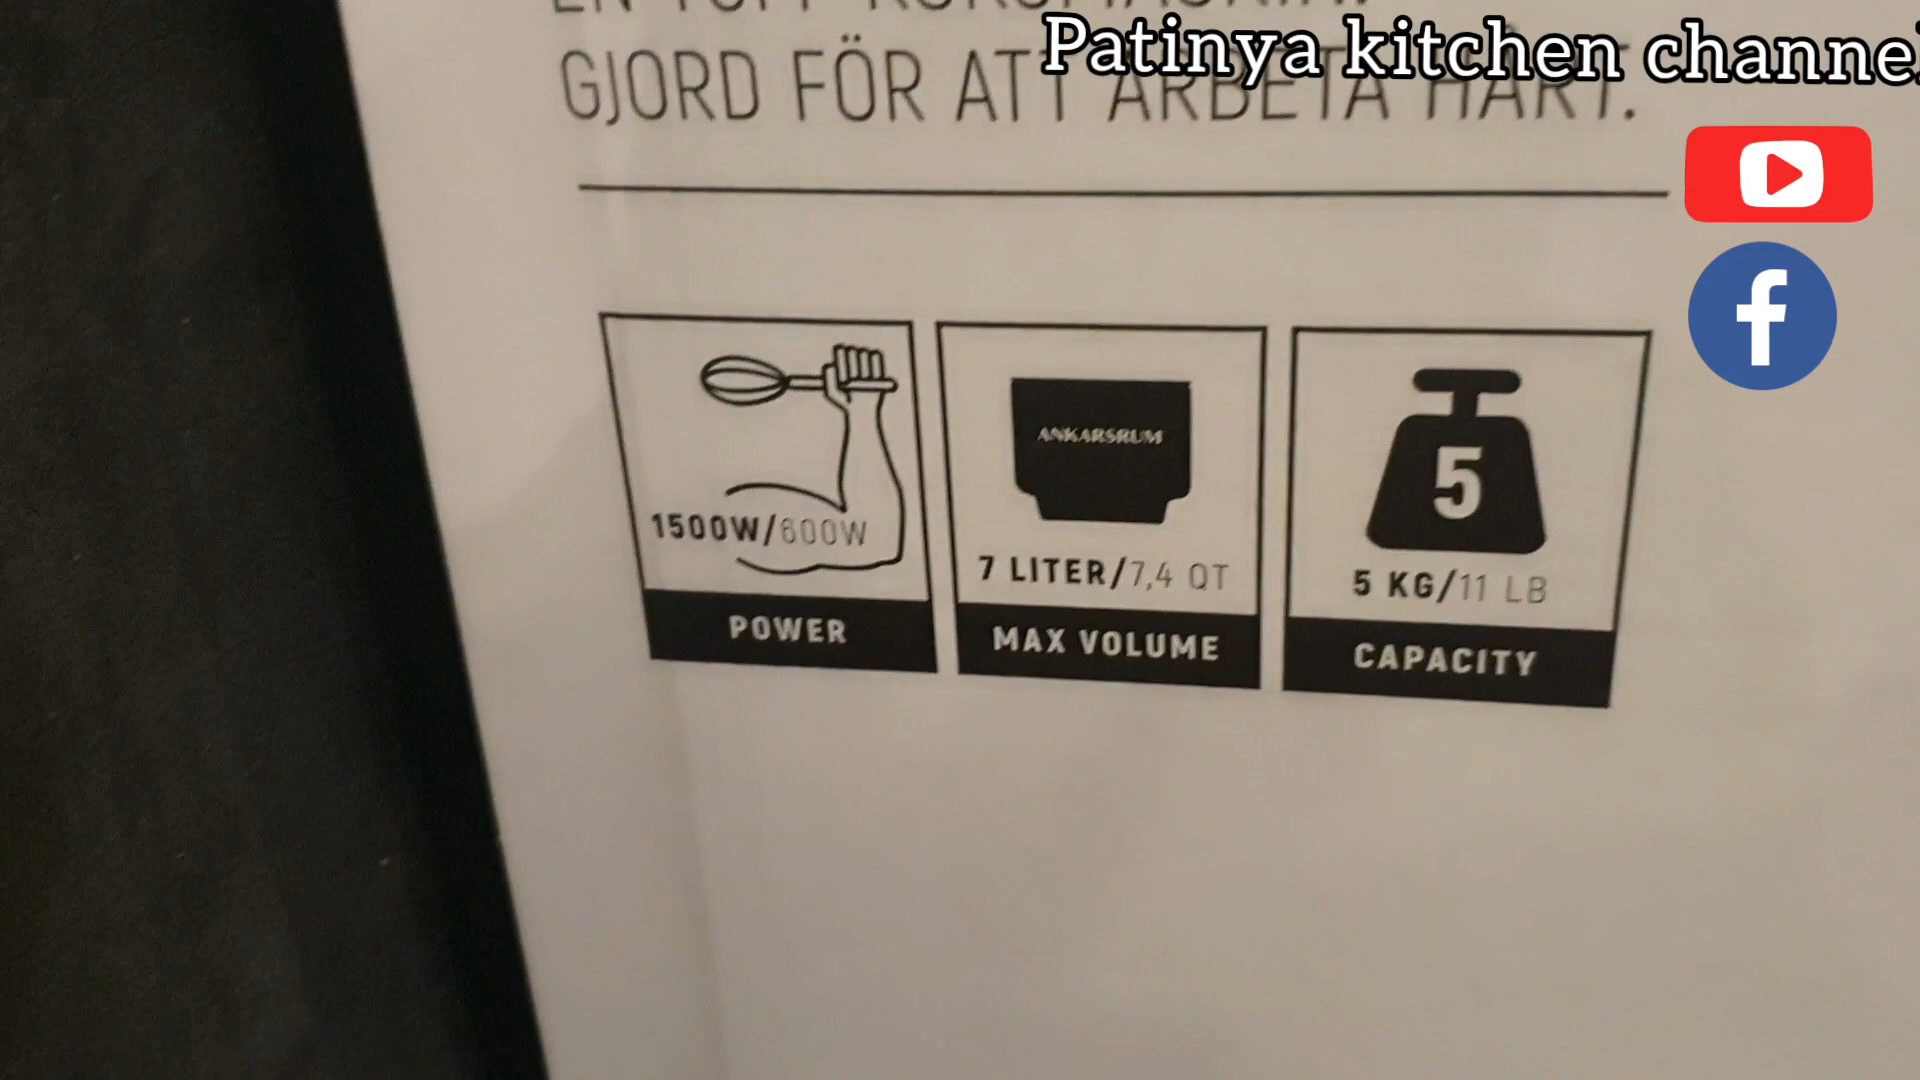 Patinya kitchen channel
GJORD FÖR ATT ARBETA HÅRT.
ANKARSRUM
5
1500W/600W
7 LITER/7,4 QT
5 KG/11 LB
POWER
MAX VOLUME
CAPACITY